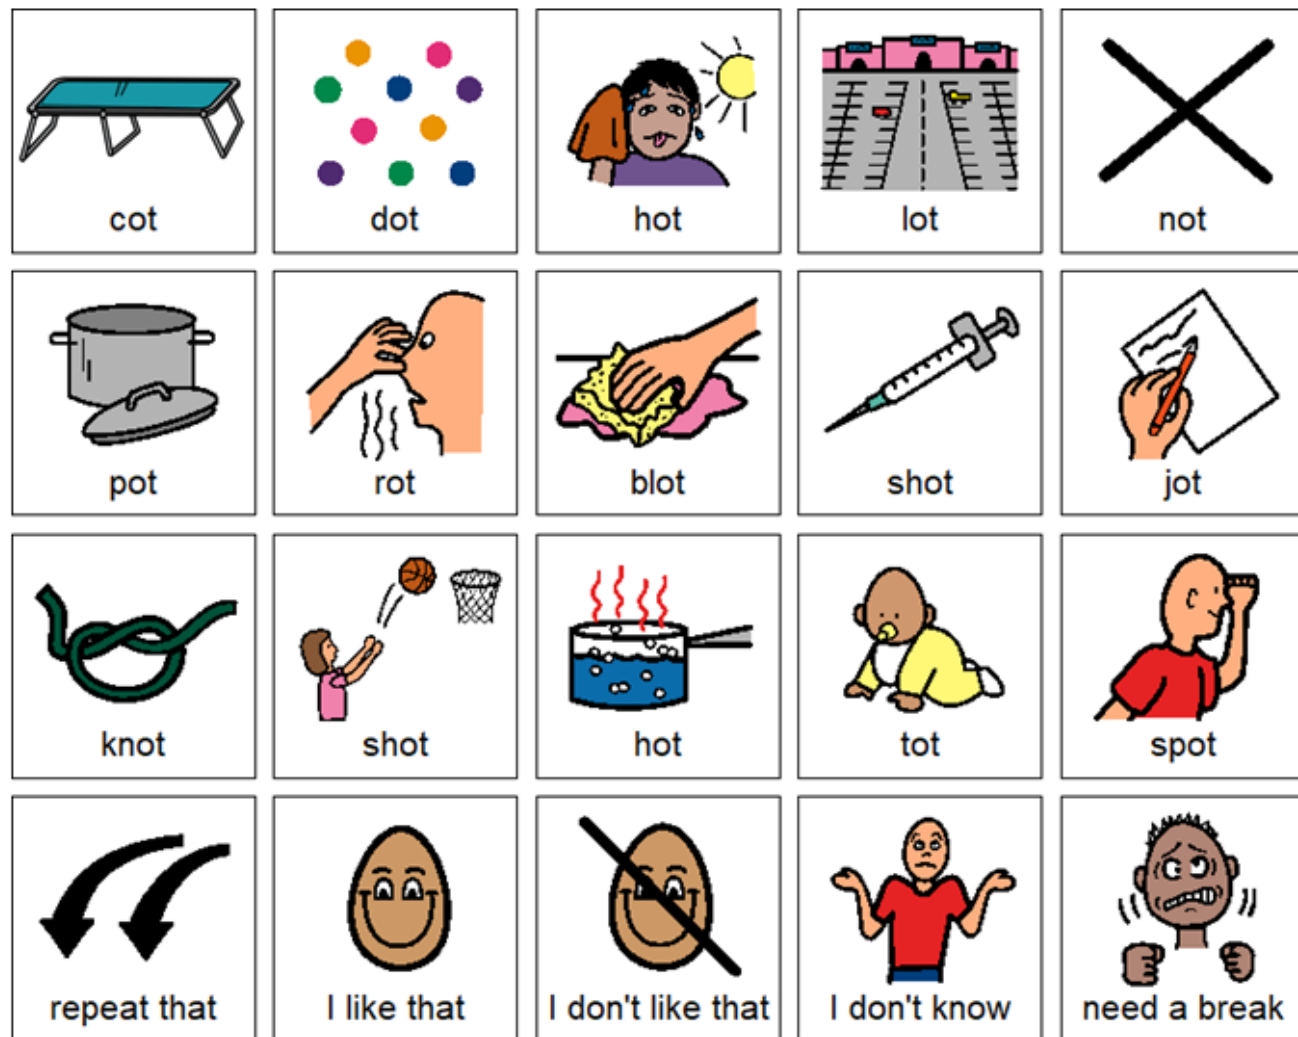 cot
dot
hot
lot
not
pot
rot
blot
shot
jot
knot
shot
hot
tot
spot
repeat that
I like that
I don't like that
I don't know
need a break